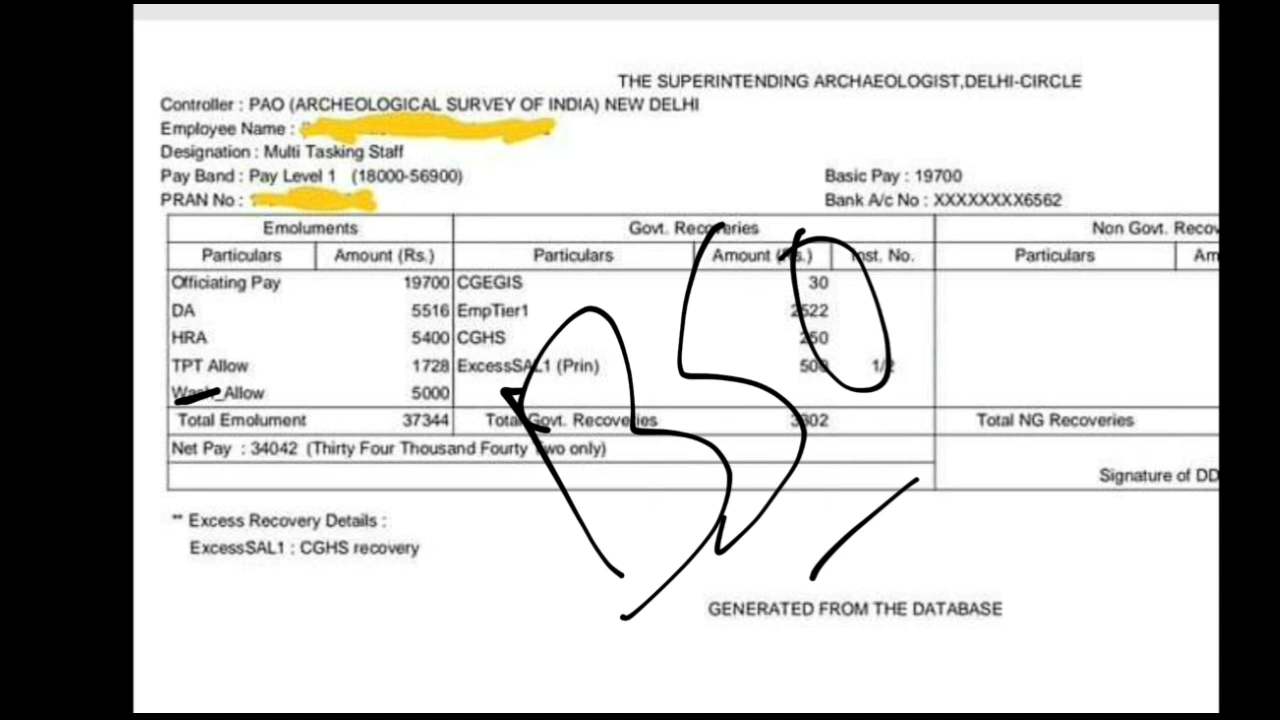 THE SUPERINTENDING ARCHAEOLOGIST,DELHI-CIRCLE
Controller : PAO (ARCHEOLOGICAL SURVEY OF INDIA) NEW DELHI
Employee Name :
Designation : Multi Tasking Staff
Pay Band : Pay Level 1 (18000-56900) Basic Pay : 19700
PRAN No : Bank A/c No : XXXXXXXX6562
Emoluments Govt. Recoveries Non Govt. Recov
Particulars Amount (Rs.) Particulars Amount (Rs.) Inst. No. Particulars Am
Officiating Pay 19700 CGEGIS 30
DA 5516 EmpTier1 2522
HRA 5400 CGHS 250
TPT Allow 1728 ExcessSAL1 (Prin) 500 1/2
Wash_Allow 5000
Total Emolument 37344 Total Govt. Recoveries 3302 Total NG Recoveries
Net Pay : 34042 (Thirty Four Thousand Fourty Two only)
Signature of DD
** Excess Recovery Details :
ExcessSAL1 : CGHS recovery
GENERATED FROM THE DATABASE